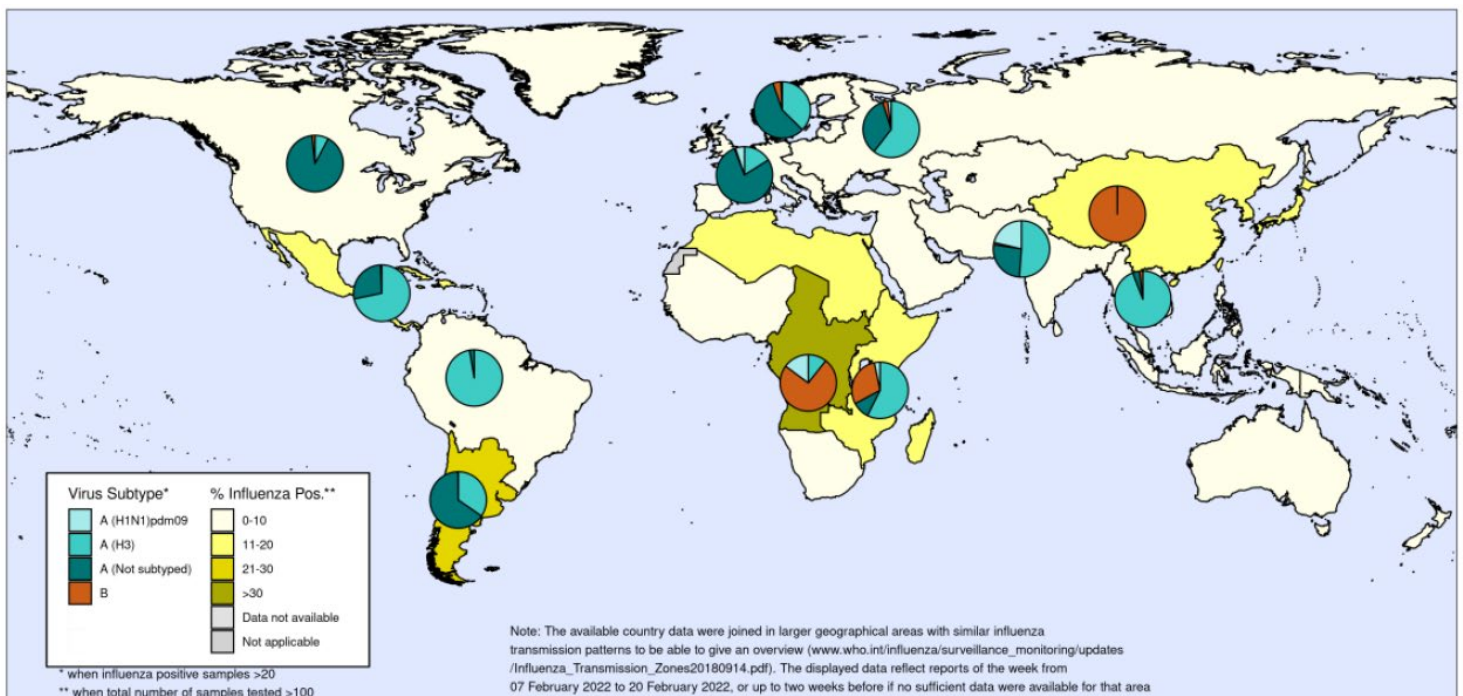 Virus Subtype*
A (H1N1)pdm09
A (H3)
A (Not subtyped)
B
% Influenza Pos.**
0-10
11-20
21-30
>30
Data not available
Not applicable
* when influenza positive samples >20
** when total number of samples tested >100
Note: The available country data were joined in larger geographical areas with similar influenza
transmission patterns to be able to give an overview (www.who.int/influenza/surveillance_monitoring/updates
/Influenza_Transmission_Zones20180914.pdf). The displayed data reflect reports of the week from
07 February 2022 to 20 February 2022, or up to two weeks before if no sufficient data were available for that area